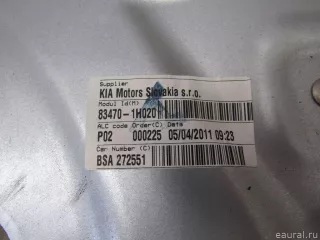 Supplier
KIA Motors Slovakia s.r.o.
Modul Id(M)
83470-1H020
ALC code Order(C) Date
P02 000225 05/04/2011 09:23
Car Number (C)
BSA 272551
eaural.ru